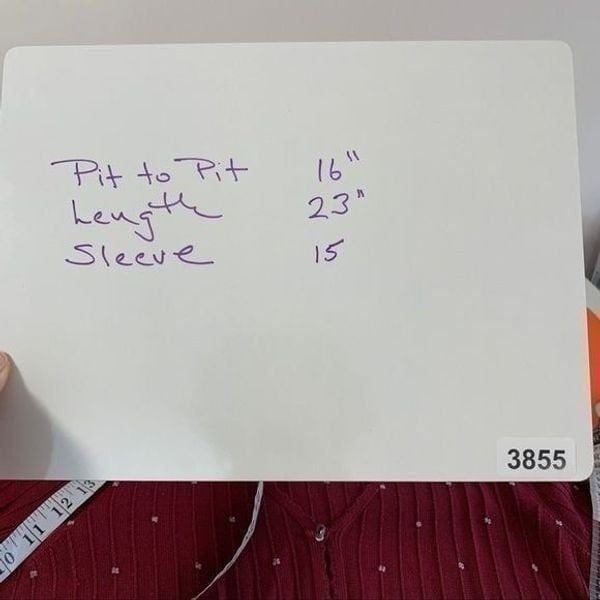 Pit to Pit 16"
Length 23"
Sleeve 15
3855
10 11 12 13